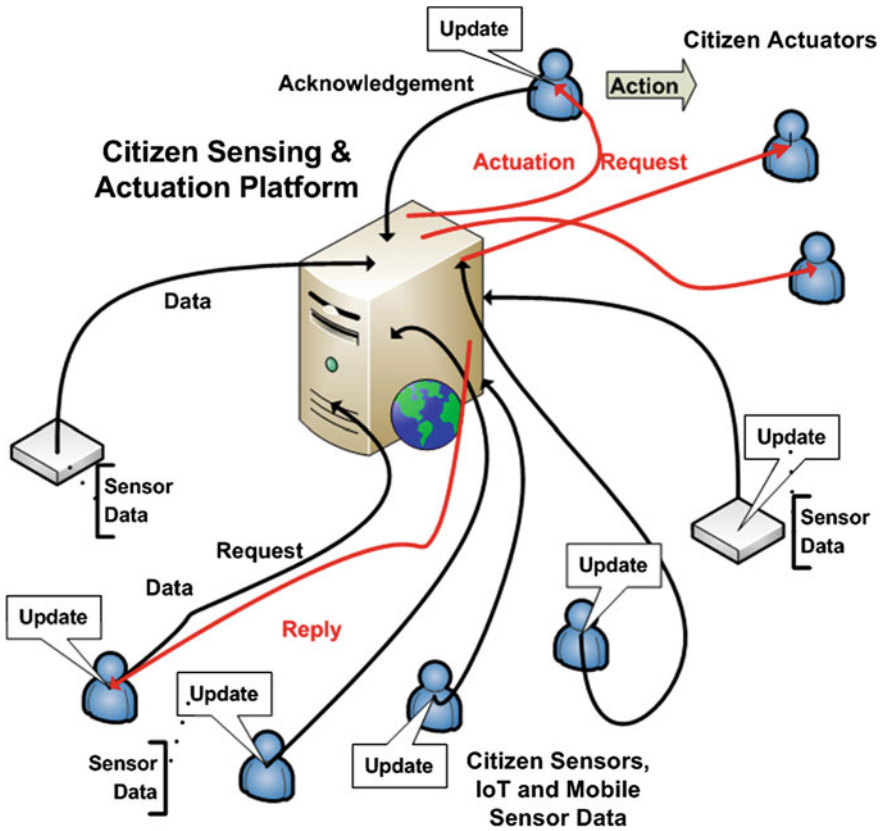 Update
Citizen Actuators
Acknowledgement
Action
Citizen Sensing &
Actuation Platform
Actuation Request
Data
Update
Sensor
Data
Sensor
Data
Request
Data
Update
Update
Reply
Update
Sensor
Data
Update
Citizen Sensors,
IoT and Mobile
Sensor Data